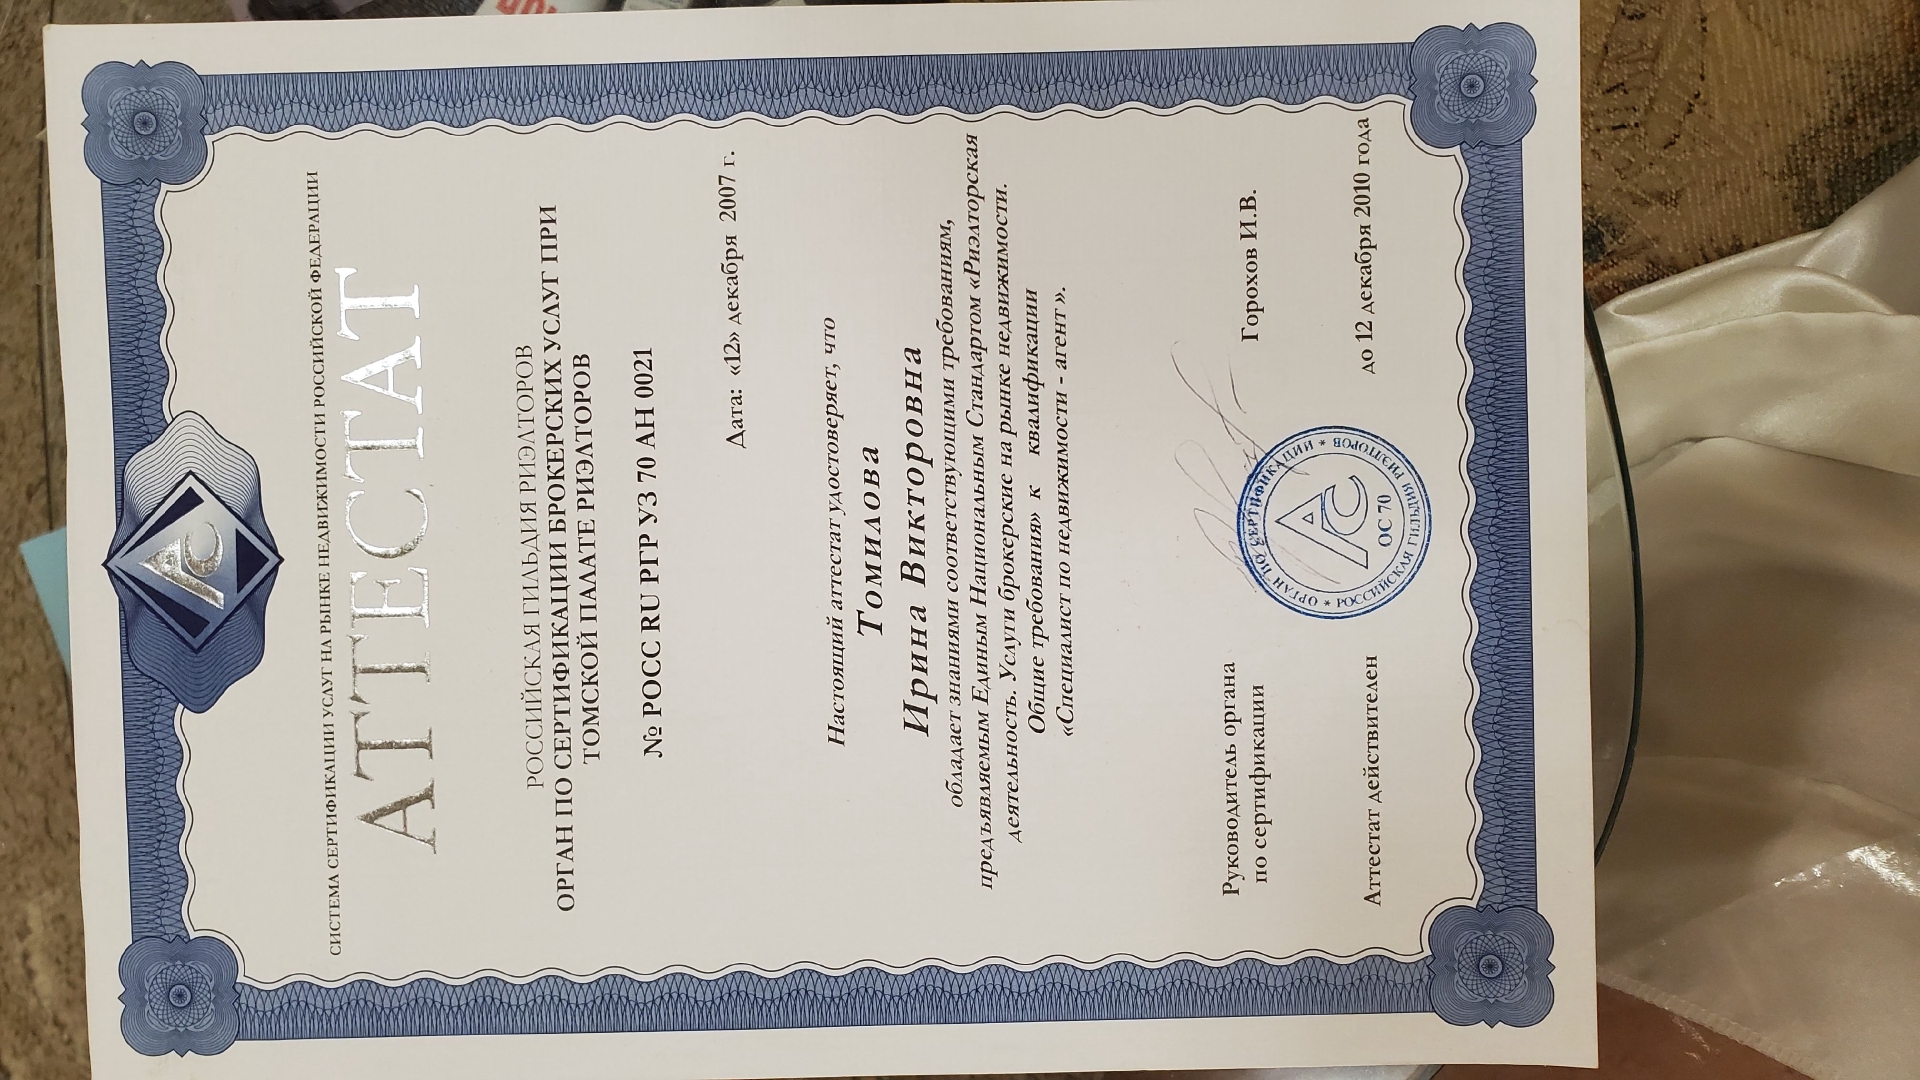 СИСТЕМА СЕРТИФИКАЦИИ УСЛУГ НА РЫНКЕ НЕДВИЖИМОСТИ РОССИЙСКОЙ ФЕДЕРАЦИИ
АТТЕСТАТ
РОССИЙСКАЯ ГИЛЬДИЯ РИЭЛТОРОВ
ОРГАН ПО СЕРТИФИКАЦИИ БРОКЕРСКИХ УСЛУГ ПРИ
ТОМСКОЙ ПАЛАТЕ РИЭЛТОРОВ
№ РОСС RU РГР УЗ 70 АН 0021
Дата: «12» декабря 2007 г.
Настоящий аттестат удостоверяет, что
Томилова
Ирина Викторовна
обладает знаниями соответствующими требованиям,
предъявляемым Единым Национальным Стандартом «Риэлторская
деятельность. Услуги брокерские на рынке недвижимости.
Общие требования» к квалификации
«Специалист по недвижимости - агент ».
Руководитель органа
по сертификации
Горохов И.В.
ОРГАН ПО СЕРТИФИКАЦИИ * РОССИЙСКАЯ ГИЛЬДИЯ РИЭЛТОРОВ *
ОС 70
Аттестат действителен
до 12 декабря 2010 года